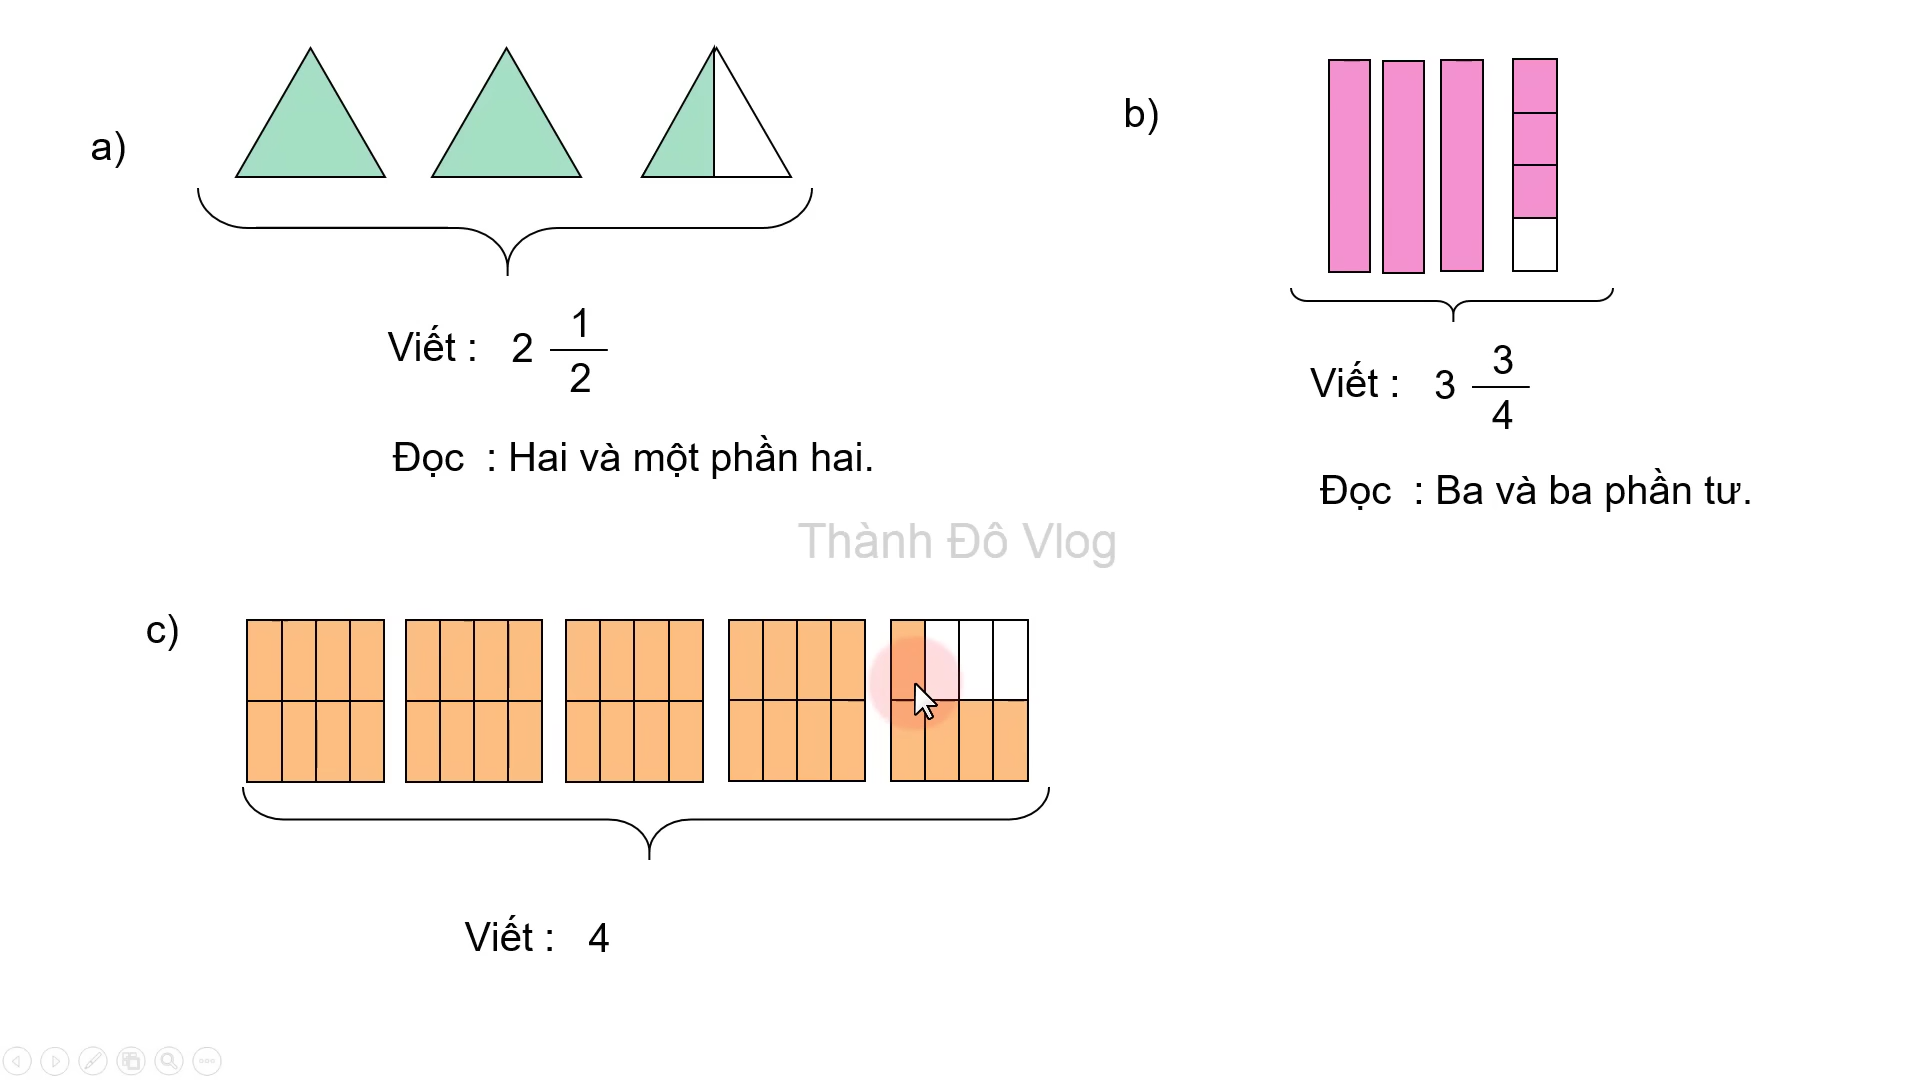 a)
Viết : 2 1/2
Đọc : Hai và một phần hai.
b)
Viết : 3 3/4
Đọc : Ba và ba phần tư.
Thành Đô Vlog
c)
Viết : 4